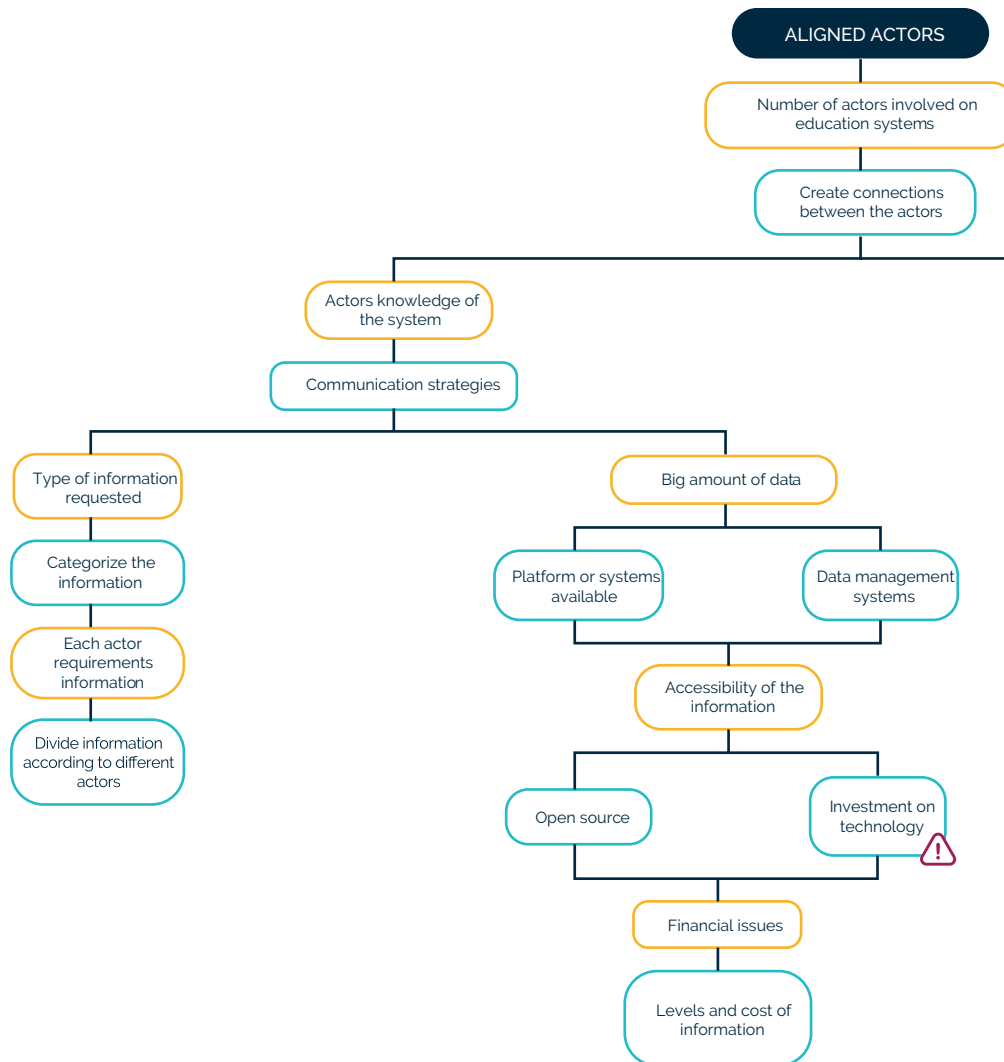 ALIGNED ACTORS
Number of actors involved on
education systems
Create connections
between the actors
Actors knowledge of
the system
Communication strategies
Type of information
requested
Big amount of data
Categorize the
information
Platform or systems
available
Data management
systems
Each actor
requirements
information
Accessibility of the
information
Divide information
according to different
actors
Open source
Investment on
technology
!
Financial issues
Levels and cost of
information